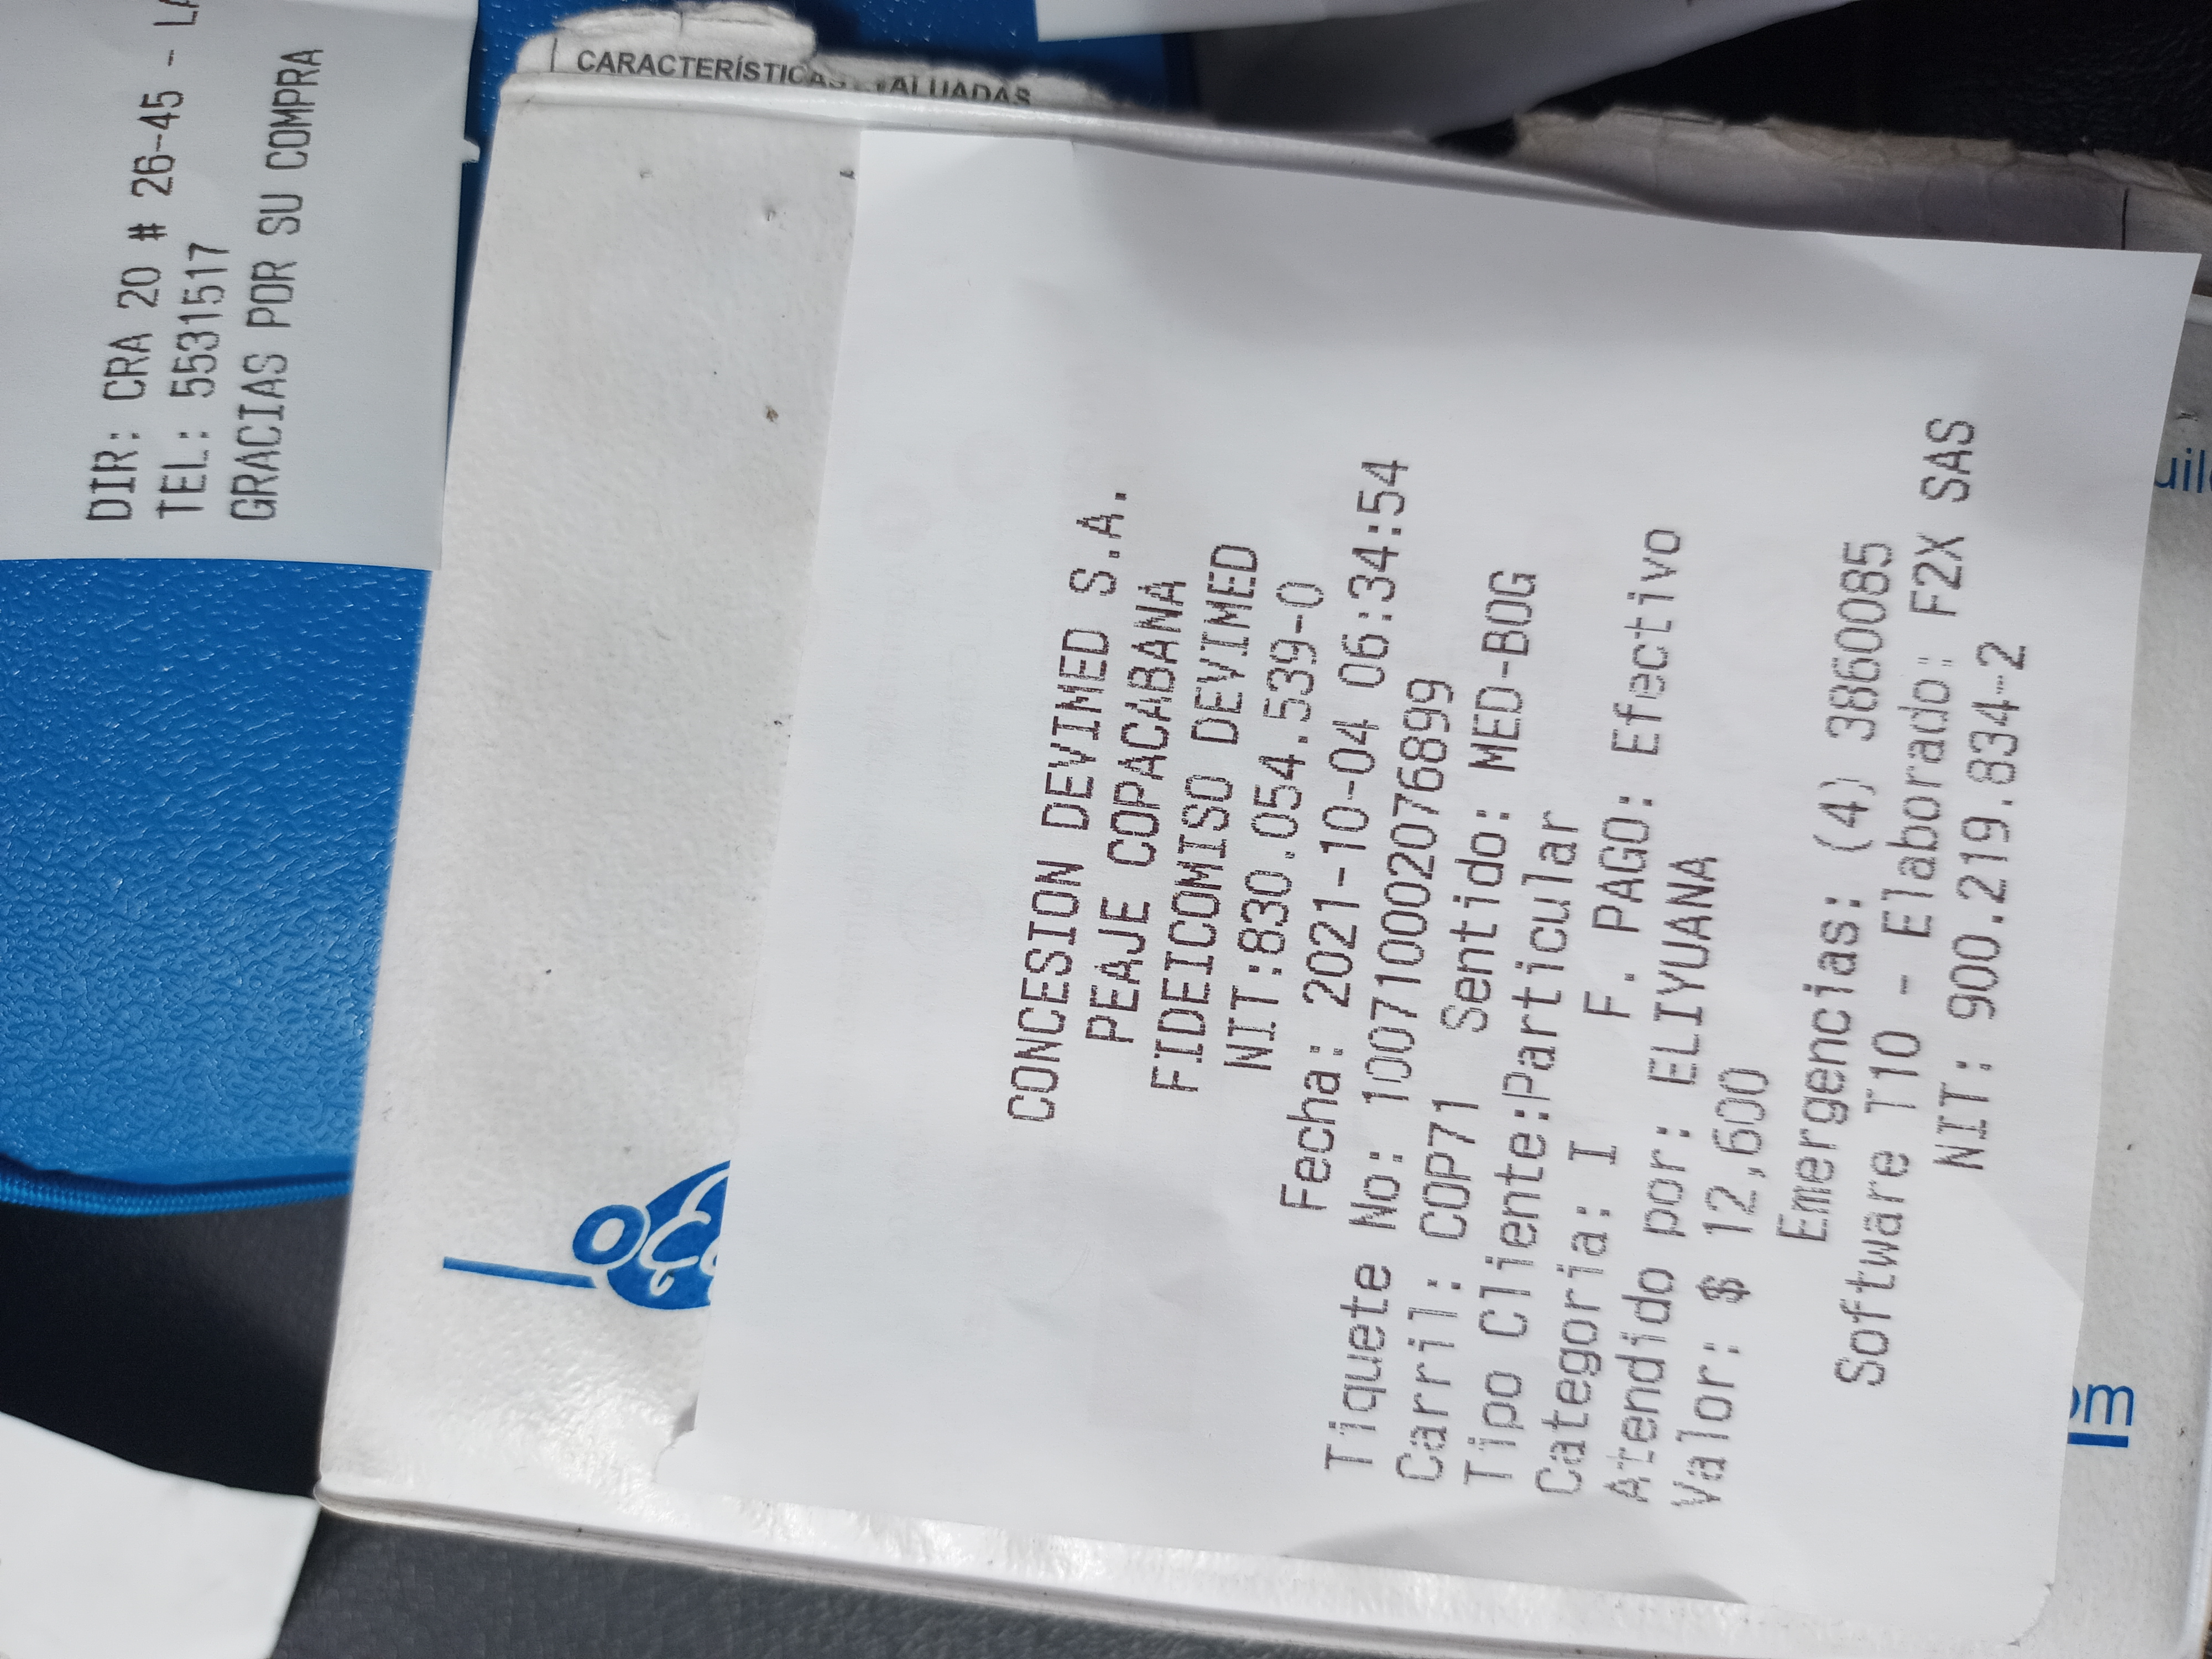 CONCESION DEVIMED S.A.
PEAJE COPACABANA
FIDEICOMISO DEVIMED
NIT:830.054.539-0
Fecha: 2021-10-04 06:34:54
Tiquete No: 1007100020768​99
Carril: COP71 Sentido: MED-BOG
Tipo Cliente:Particular
Categoria: I F. PAGO: Efectivo
Atendido por: ELIYUANA
Valor: $ 12,600
Emergencias: (4) 3860085
Software T10 - Elaborado: F2X SAS
NIT: 900.219.834-2
DIR: CRA 20 # 26-45 -
TEL: 5531517
GRACIAS POR SU COMPRA
CARACTERÍSTICAS EVALUADAS